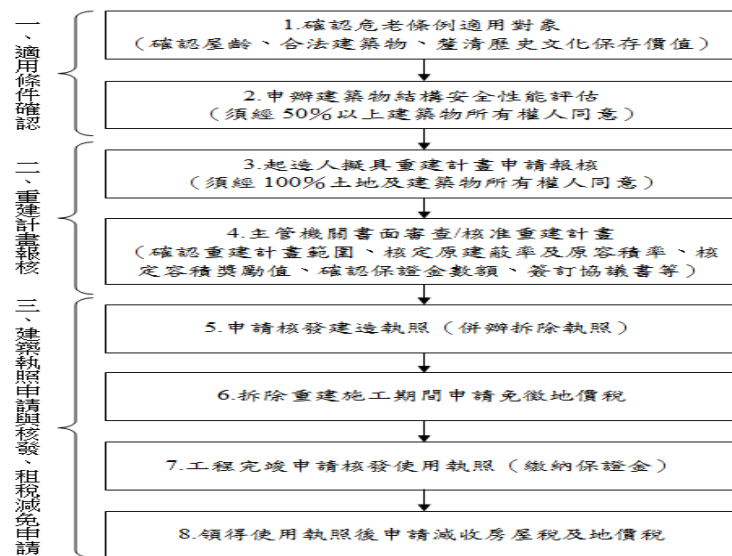 一、適用條件確認
1.確認危老條例適用對象
(確認屋齡、合法建築物、釐清歷史文化保存價值)
2.申辦建築物結構安全性能評估
(須經50%以上建築物所有權人同意)
二、重建計畫報核
3.起造人擬具重建計畫申請報核
(須經100%土地及建築物所有權人同意)
4.主管機關書面審查/核准重建計畫
(確認重建計畫範圍、核定原建蔽率及原容積率、核
定容積獎勵值、確認保證金數額、簽訂協議書等)
三、建築執照申請與核發、租稅減免申請
5.申請核發建造執照(併辦拆除執照)
6.拆除重建施工期間申請免徵地價稅
7.工程完竣申請核發使用執照(繳納保證金)
8.領得使用執照後申請減收房屋稅及地價稅